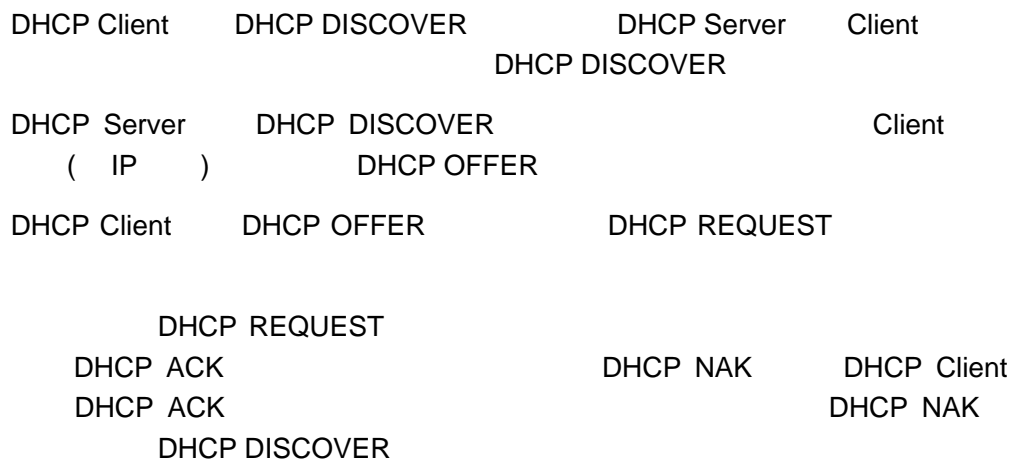 DHCP Client DHCP DISCOVER DHCP Server Client
DHCP DISCOVER
DHCP Server DHCP DISCOVER Client
( IP ) DHCP OFFER
DHCP Client DHCP OFFER DHCP REQUEST
DHCP REQUEST
DHCP ACK DHCP NAK DHCP Client
DHCP ACK DHCP NAK
DHCP DISCOVER